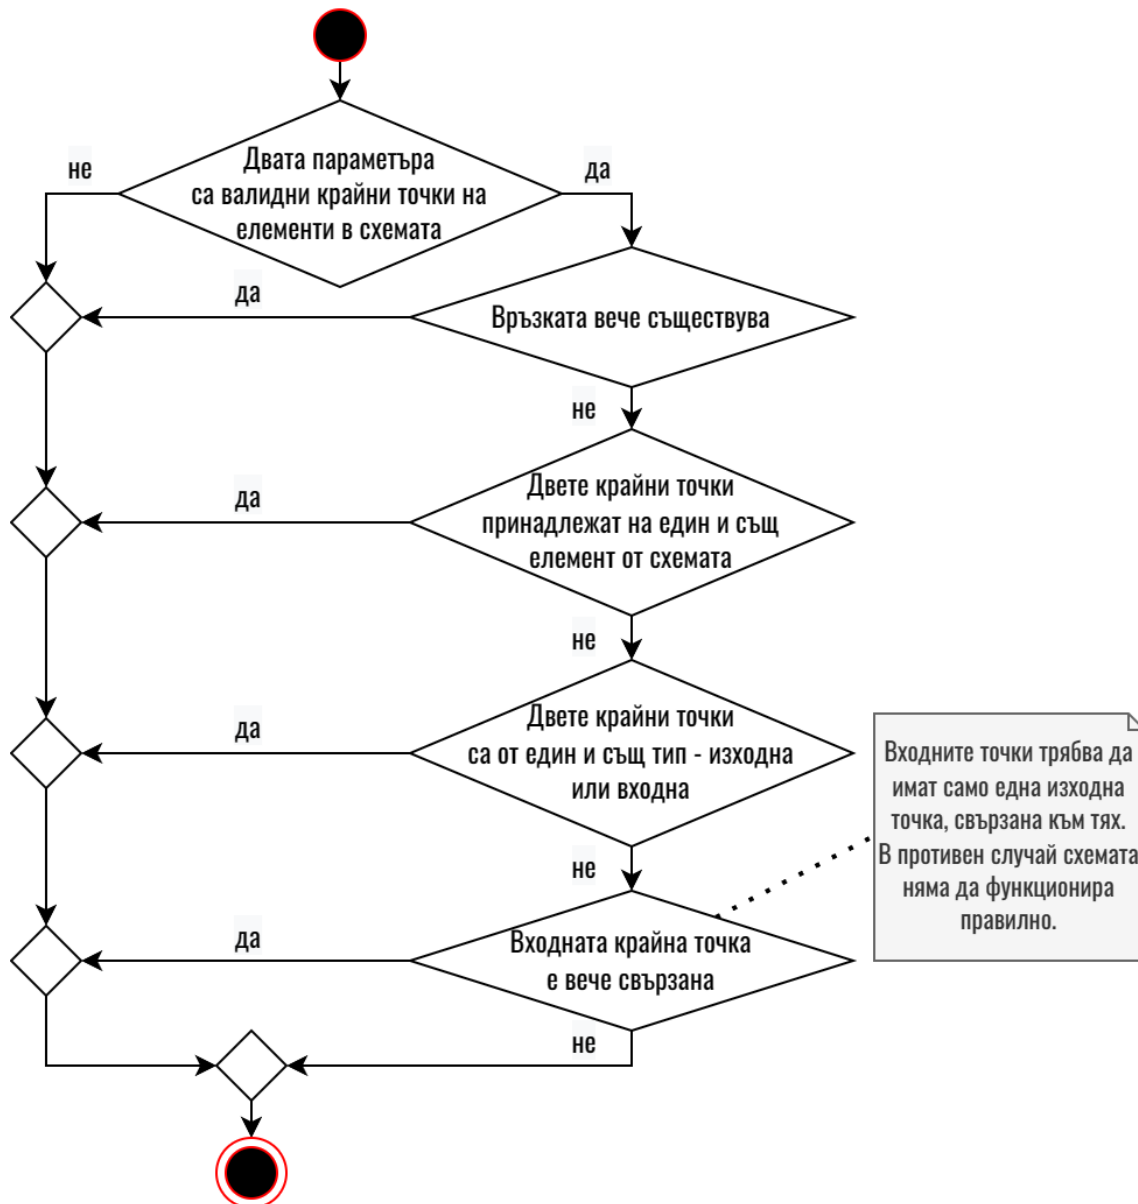 Двата параметъра
са валидни крайни точки на
елементи в схемата
не
да
Връзката вече съществува
да
не
Двете крайни точки
принадлежат на един и същ
елемент от схемата
да
не
Двете крайни точки
са от един и същ тип - изходна
или входна
да
не
Входните точки трябва да
имат само една изходна
точка, свързана към тях.
В противен случай схемата
няма да функционира
правилно.
Входната крайна точка
е вече свързана
да
не